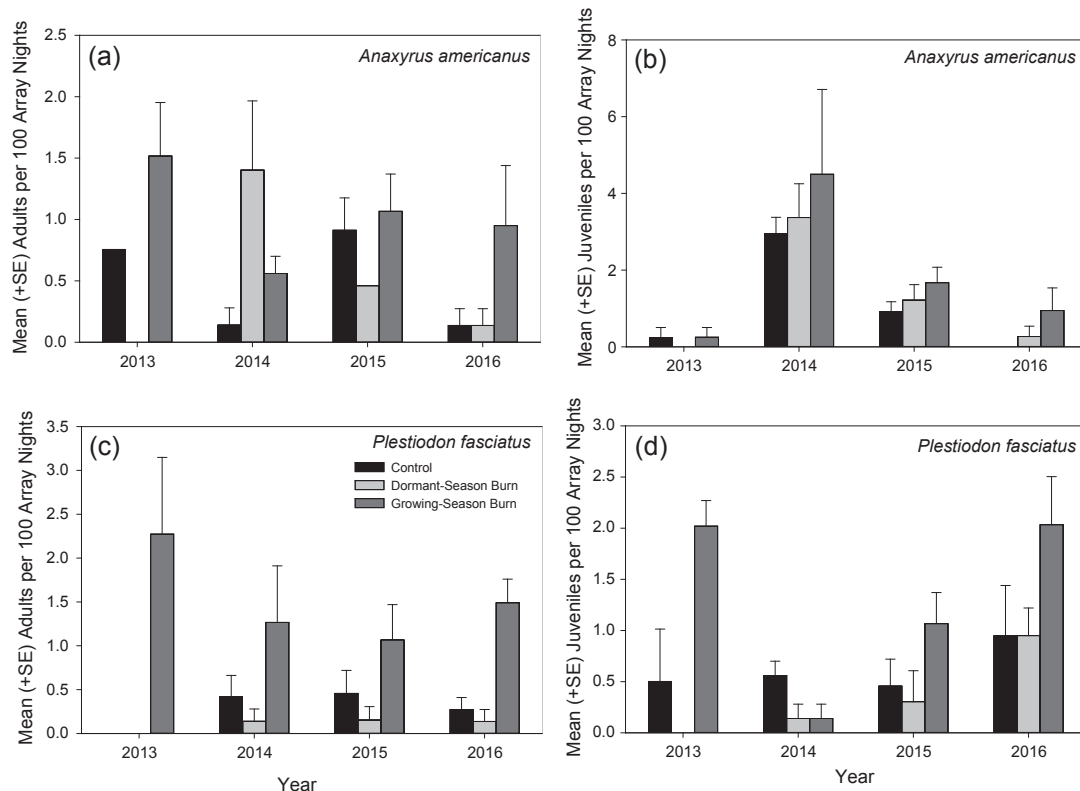 (a)
Anaxyrus americanus
Mean (+SE) Adults per 100 Array Nights
2.5
2.0
1.5
1.0
0.5
0.0
2013 2014 2015 2016
(b)
Anaxyrus americanus
Mean (+SE) Juveniles per 100 Array Nights
8
6
4
2
0
2013 2014 2015 2016
(c)
Plestiodon fasciatus
Control
Dormant-Season Burn
Growing-Season Burn
Mean (+SE) Adults per 100 Array Nights
3.5
3.0
2.5
2.0
1.5
1.0
0.5
0.0
2013 2014 2015 2016
Year
(d)
Plestiodon fasciatus
Mean (+SE) Juveniles per 100 Array Nights
3.0
2.5
2.0
1.5
1.0
0.5
0.0
2013 2014 2015 2016
Year